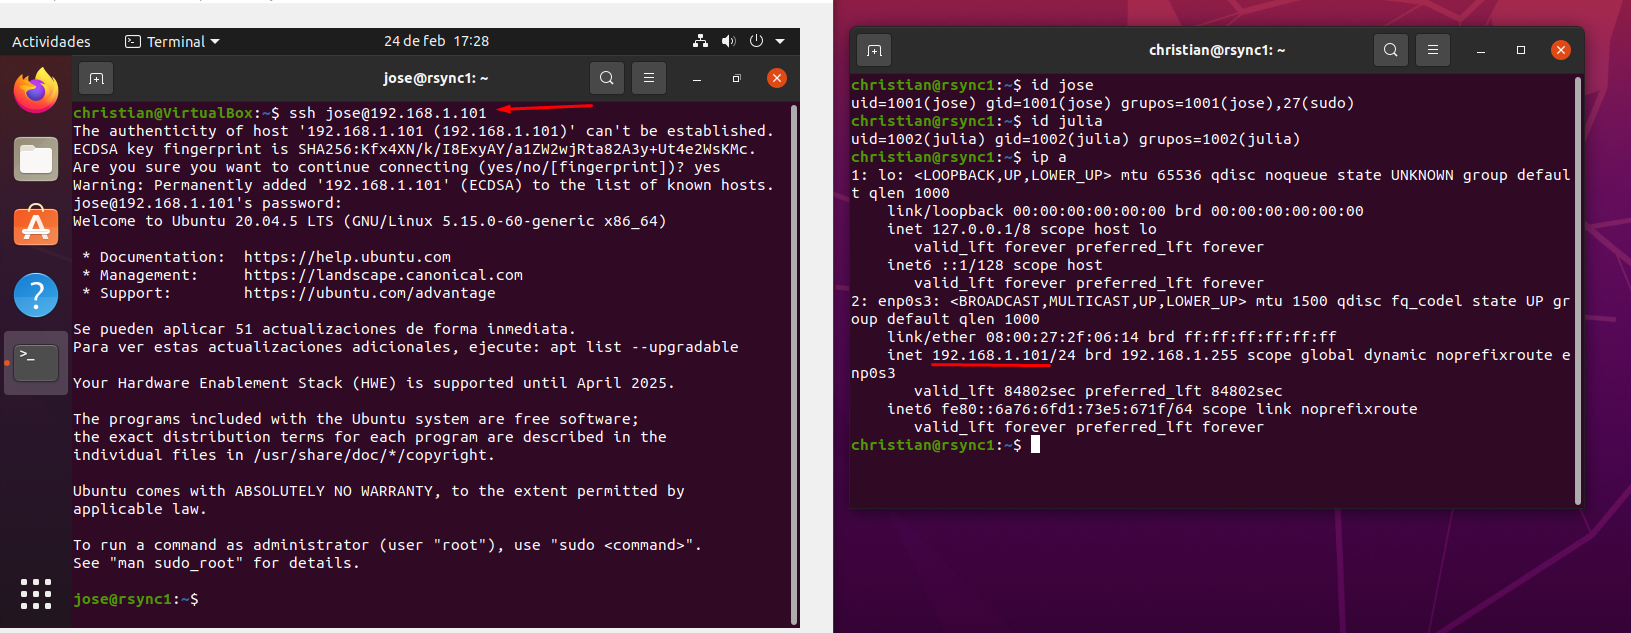 Actividades
Terminal
24 de feb 17:28
jose@rsync1: ~
christian@VirtualBox:~$ ssh jose@192.168.1.101
The authenticity of host '192.168.1.101 (192.168.1.101)' can't be established.
ECDSA key fingerprint is SHA256:Kfx4XN/k/I8ExyAY/a1ZW2wjRta82A3y+Ut4e2WsKMc.
Are you sure you want to continue connecting (yes/no/[fingerprint])? yes
Warning: Permanently added '192.168.1.101' (ECDSA) to the list of known hosts.
jose@192.168.1.101's password:
Welcome to Ubuntu 20.04.5 LTS (GNU/Linux 5.15.0-60-generic x86_64)
* Documentation:  https://help.ubuntu.com
* Management:     https://landscape.canonical.com
* Support:        https://ubuntu.com/advantage
Se pueden aplicar 51 actualizaciones de forma inmediata.
Para ver estas actualizaciones adicionales, ejecute: apt list --upgradable
Your Hardware Enablement Stack (HWE) is supported until April 2025.
The programs included with the Ubuntu system are free software;
the exact distribution terms for each program are described in the
individual files in /usr/share/doc/*/copyright.
Ubuntu comes with ABSOLUTELY NO WARRANTY, to the extent permitted by
applicable law.
To run a command as administrator (user "root"), use "sudo <command>".
See "man sudo_root" for details.
jose@rsync1:~$
christian@rsync1: ~
christian@rsync1:~$ id jose
uid=1001(jose) gid=1001(jose) grupos=1001(jose),27(sudo)
christian@rsync1:~$ id julia
uid=1002(julia) gid=1002(julia) grupos=1002(julia)
christian@rsync1:~$ ip a
1: lo: <LOOPBACK,UP,LOWER_UP> mtu 65536 qdisc noqueue state UNKNOWN group defaul
t qlen 1000
link/loopback 00:00:00:00:00:00 brd 00:00:00:00:00:00
inet 127.0.0.1/8 scope host lo
valid_lft forever preferred_lft forever
inet6 ::1/128 scope host
valid_lft forever preferred_lft forever
2: enp0s3: <BROADCAST,MULTICAST,UP,LOWER_UP> mtu 1500 qdisc fq_codel state UP gr
oup default qlen 1000
link/ether 08:00:27:2f:06:14 brd ff:ff:ff:ff:ff:ff
inet 192.168.1.101/24 brd 192.168.1.255 scope global dynamic noprefixroute e
np0s3
valid_lft 84802sec preferred_lft 84802sec
inet6 fe80::6a76:6fd1:73e5:671f/64 scope link noprefixroute
valid_lft forever preferred_lft forever
christian@rsync1:~$